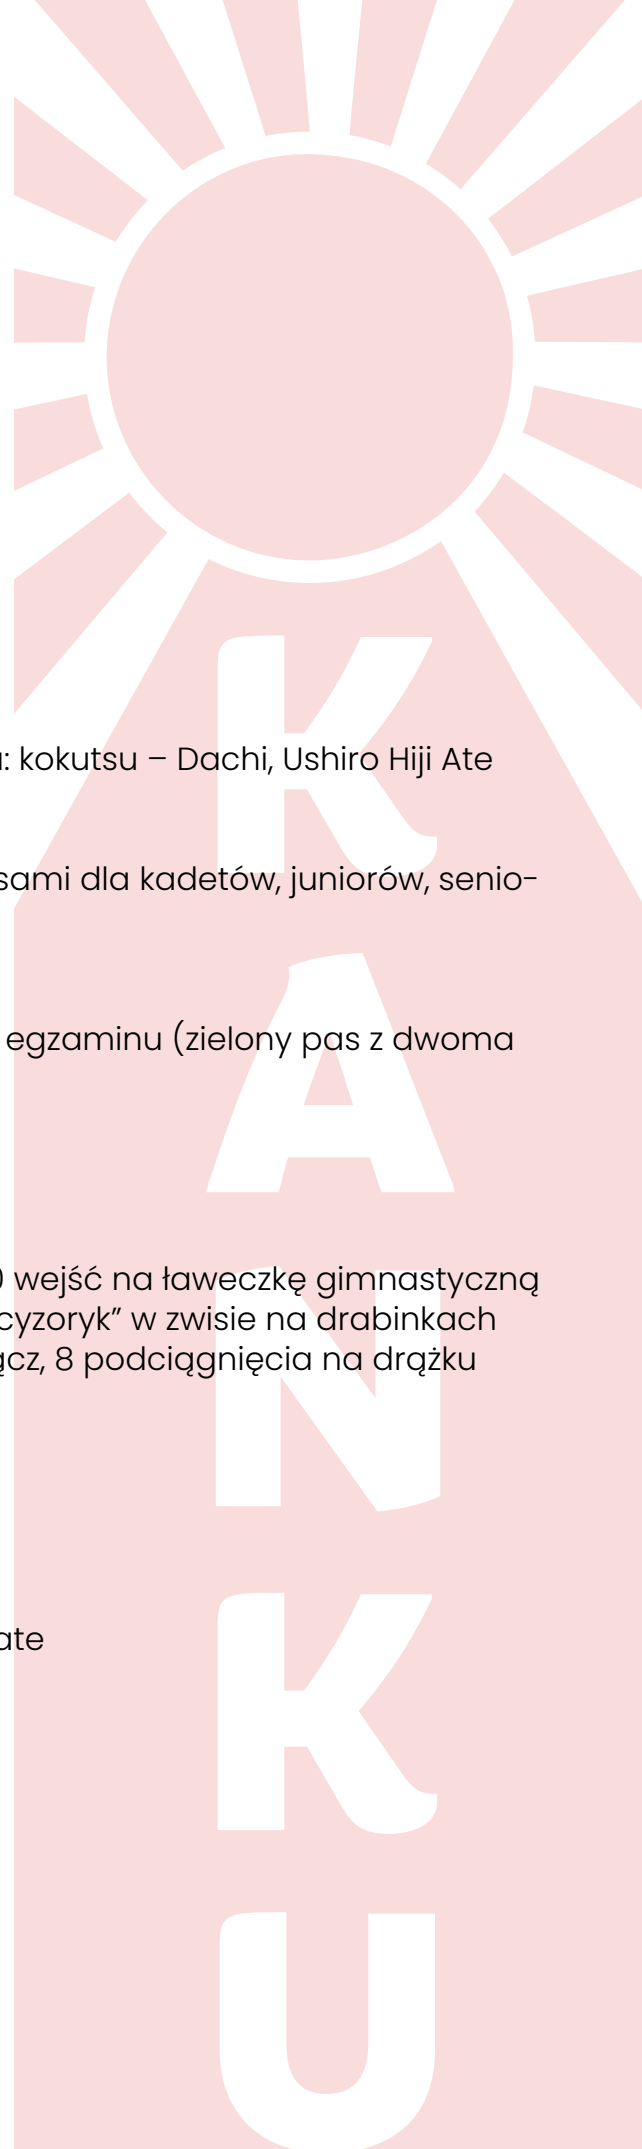 : kokutsu – Dachi, Ushiro Hiji Ate
sami dla kadetów, juniorów, senio-
egzaminu (zielony pas z dwoma
wejść na ławeczkę gimnastyczną
cyzoryk” w zwisie na drabinkach
cz, 8 podciągnięcia na drążku
ate
K
A
N
K
U